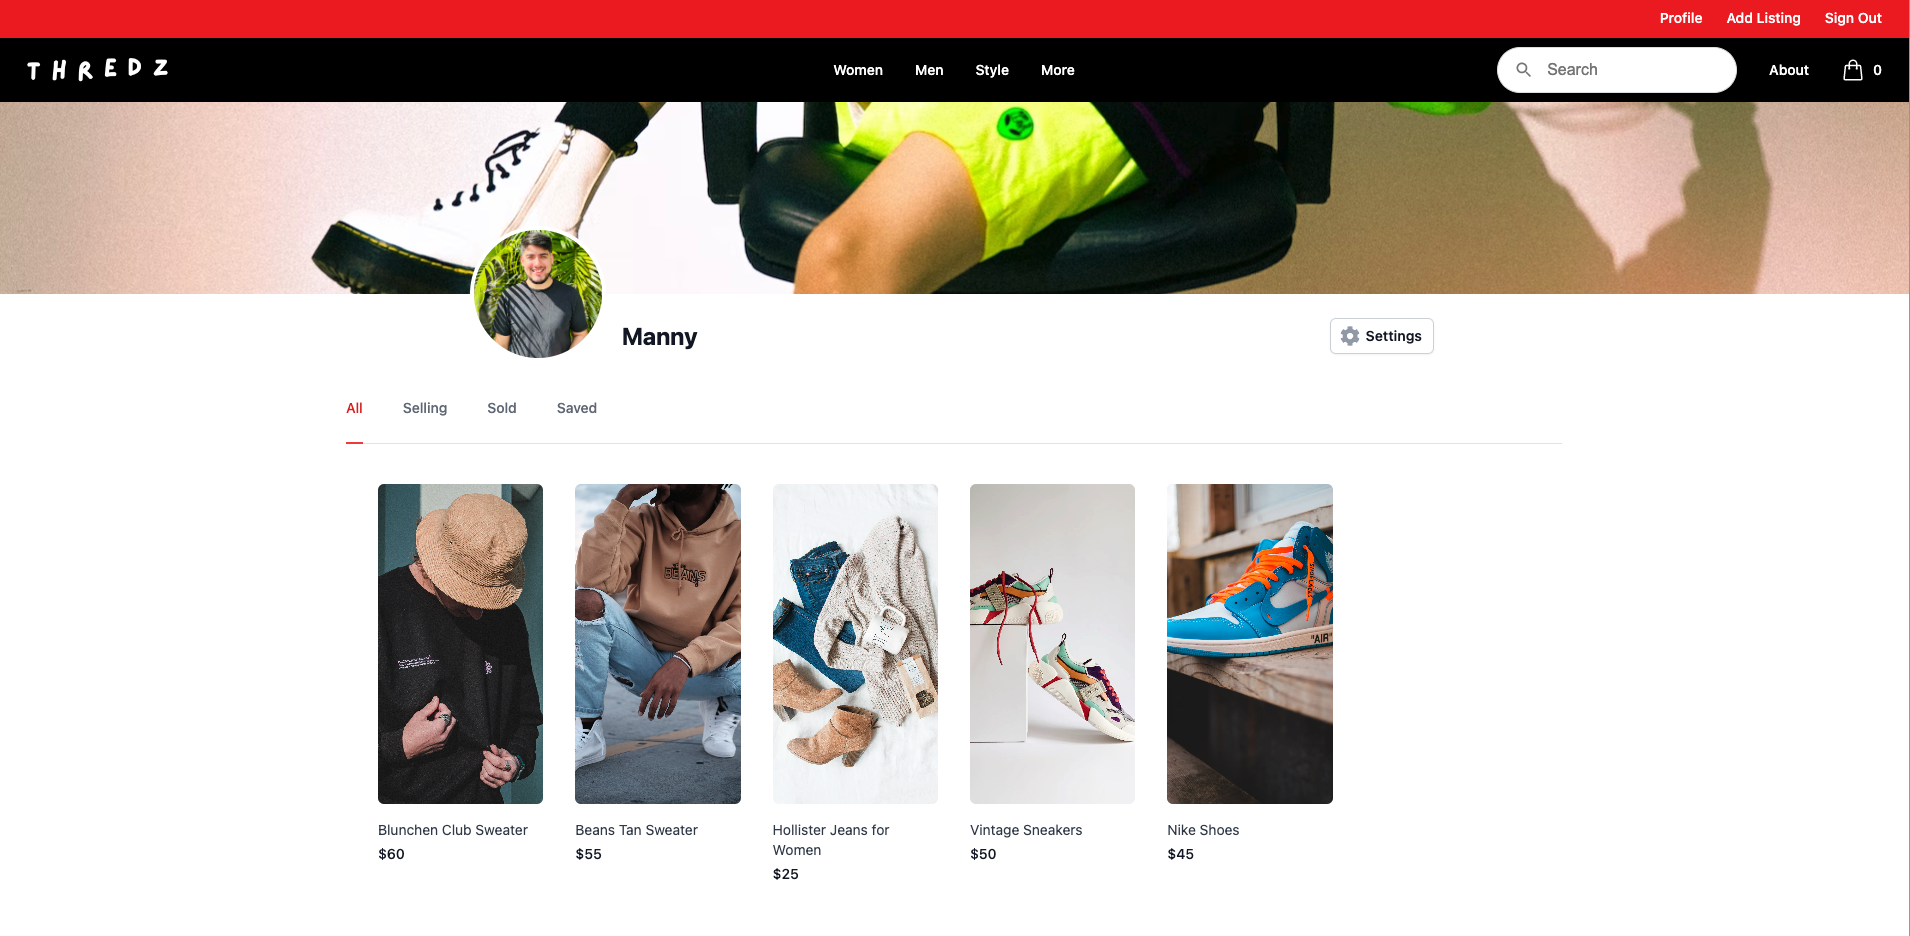 Profile Add Listing Sign Out
THREDZ Women Men Style More Search About 0
Manny Settings
All Selling Sold Saved
BEAMS
"AIR"
Blunchen Club Sweater Beans Tan Sweater Hollister Jeans for Women Vintage Sneakers Nike Shoes
$60 $55 $25 $50 $45